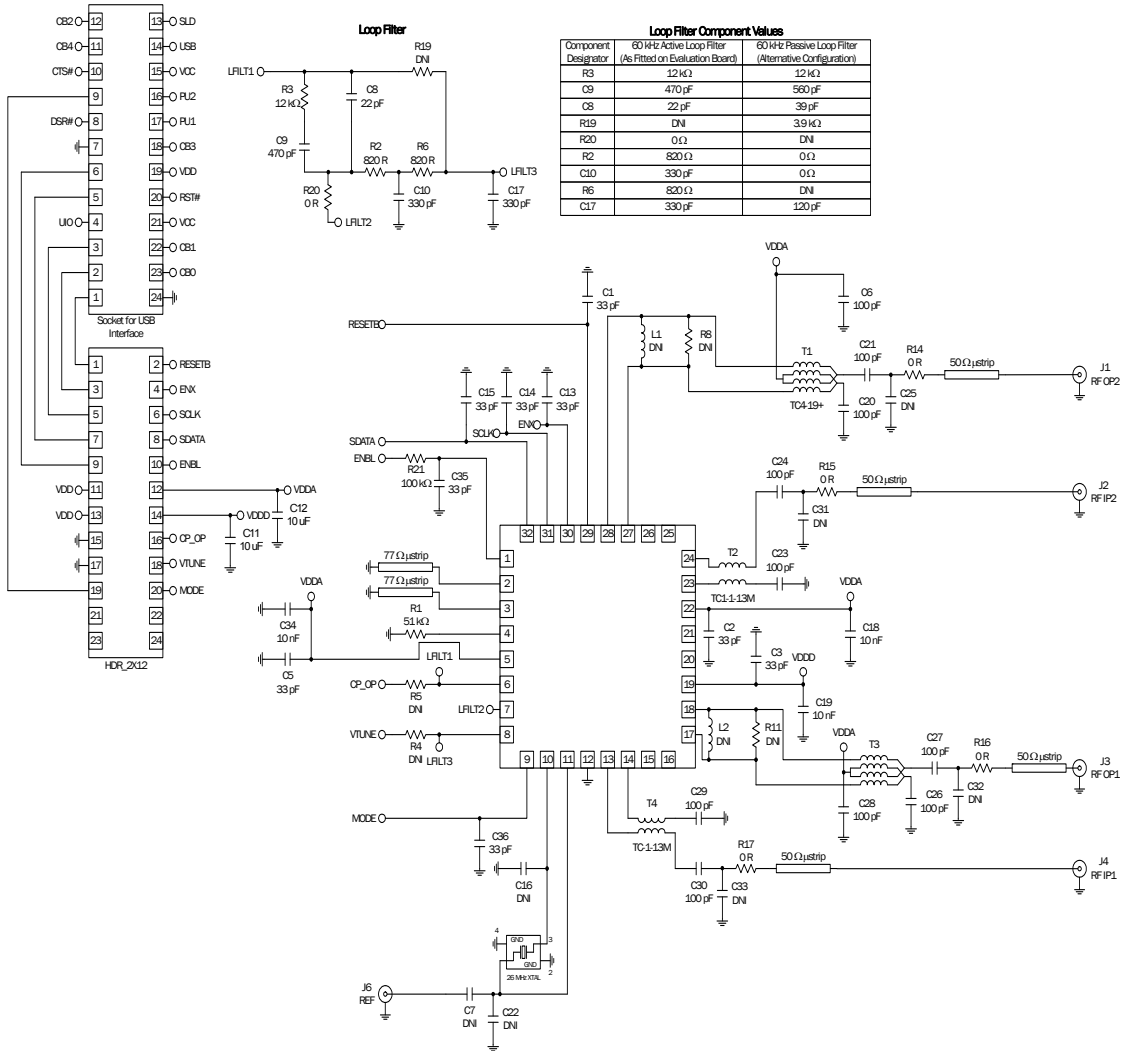 CB2 12 13 SLD
CB4 11 14 USB
CTS# 10 15 VCC
9 16 PU2
DSR# 8 17 PU1
7 18 CB3
6 19 VDD
5 20 RST#
UIO 4 21 VCC
3 22 CB1
2 23 CB0
1 24
Socket for USB
Interface
1 2 RESETB
3 4 ENX
5 6 SCLK
7 8 SDATA
9 10 ENBL
VDD 11 12 VDDA
C12
10 uF
VDD 13 14 VDDD
C11
10 uF
15 16 CP_OP
17 18 VTUNE
19 20 MODE
21 22
23 24
HDR_2X12
Loop Filter
LFILT1
R19
DNI
R3
12 kΩ
C8
22 pF
C9
470 pF
R2
820 R
R6
820 R
LFILT3
R20
0 R
C10
330 pF
C17
330 pF
LFILT2
Loop Filter Component Values
Component Designator 60 kHz Active Loop Filter (As Fitted on Evaluation Board) 60 kHz Passive Loop Filter (Alternative Configuration)
R3 12 kΩ 12 kΩ
C9 470 pF 560 pF
C8 22 pF 39 pF
R19 DNI 3.9 kΩ
R20 0 Ω DNI
R2 820 Ω 0 Ω
C10 330 pF 0 Ω
R6 820 Ω DNI
C17 330 pF 120 pF
RESETB
C1
33 pF
L1
DNI
R8
DNI
VDDA
C6
100 pF
T1
TC4-19+
C21
100 pF
C20
100 pF
R14
0 R
C25
DNI
50 Ω µstrip
J1
RF OP2
C15
33 pF
C14
33 pF
C13
33 pF
ENX
SCLK
SDATA
ENBL
R21
100 kΩ
C35
33 pF
C24
100 pF
R15
0 R
50 Ω µstrip
C31
DNI
J2
RF IP2
32 31 30 29 28 27 26 25
1
2
3
4
5
6
7
8
24
23
22
21
20
19
18
17
9 10 11 12 13 14 15 16
77 Ω µstrip
77 Ω µstrip
R1
51 kΩ
VDDA
C34
10 nF
C5
33 pF
LFILT1
CP_OP
R5
DNI
LFILT2
VTUNE
R4
DNI
LFILT3
T2
TC1-1-13M
C23
100 pF
VDDA
C2
33 pF
C18
10 nF
C3
33 pF
VDDD
C19
10 nF
L2
DNI
R11
DNI
VDDA
T3
C28
100 pF
C27
100 pF
C26
100 pF
R16
0 R
C32
DNI
50 Ω µstrip
J3
RF OP1
MODE
C36
33 pF
C16
DNI
T4
TC-1-13M
C29
100 pF
C30
100 pF
R17
0 R
C33
DNI
50 Ω µstrip
J4
RF IP1
4
GND
3
GND
2
26 MHz XTAL
J6
REF
C7
DNI
C22
DNI